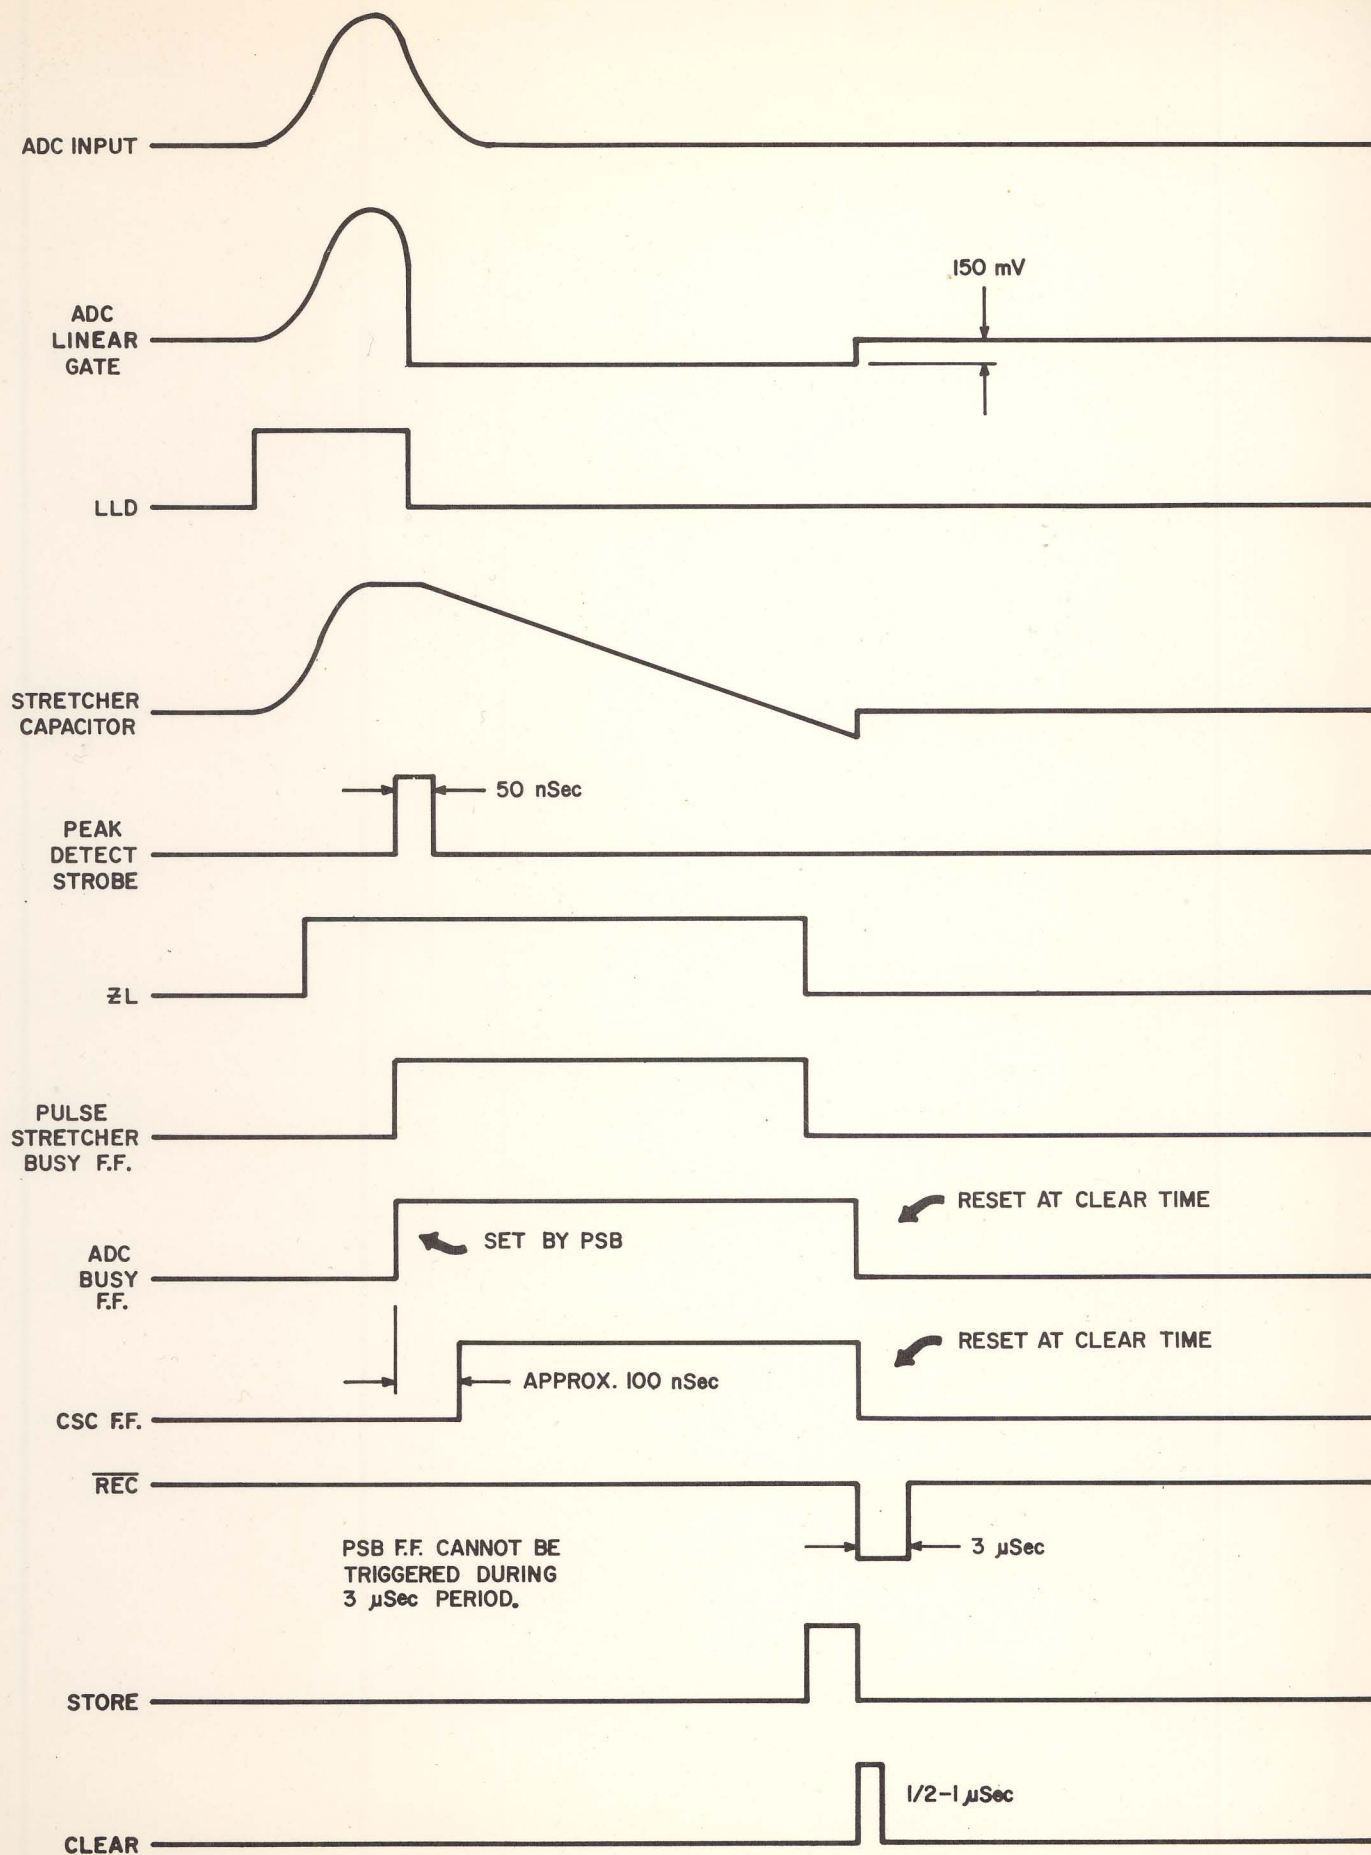 ADC INPUT
150 mV
ADC
LINEAR
GATE
LLD
STRETCHER
CAPACITOR
50 nSec
PEAK
DETECT
STROBE
ƵL
PULSE
STRETCHER
BUSY F.F.
RESET AT CLEAR TIME
SET BY PSB
ADC
BUSY
F.F.
RESET AT CLEAR TIME
APPROX. 100 nSec
CSC F.F.
REC
PSB F.F. CANNOT BE
TRIGGERED DURING
3 µSec PERIOD.
3 µSec
STORE
1/2-1 µSec
CLEAR